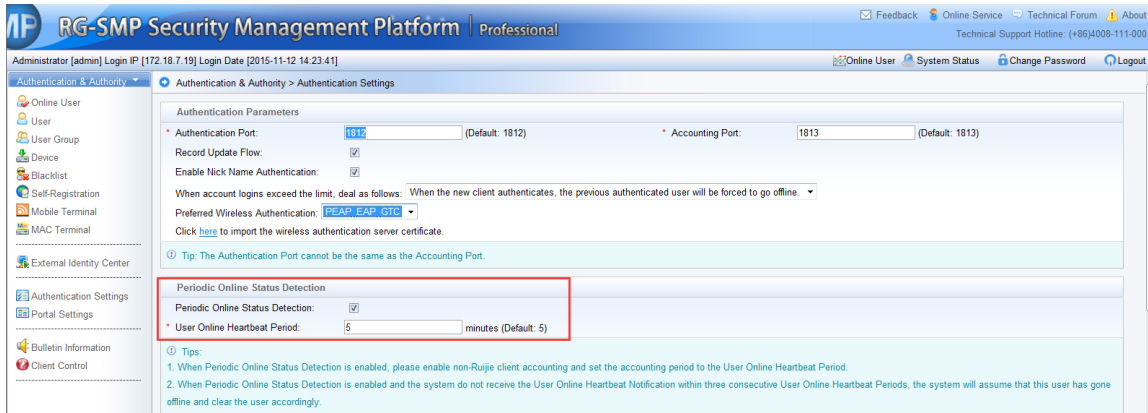 MP RG-SMP Security Management Platform | Professional
Feedback Online Service Technical Forum About
Technical Support Hotline: (+86)4008-111-000
Administrator [admin] Login IP [172.18.7.19] Login Date [2015-11-12 14:23:41]
Online User System Status Change Password Logout
Authentication & Authority
Online User
User
User Group
Device
Blacklist
Self-Registration
Mobile Terminal
MAC Terminal
External Identity Center
Authentication Settings
Portal Settings
Bulletin Information
Client Control
Authentication & Authority > Authentication Settings
Authentication Parameters
* Authentication Port: 1812 (Default: 1812) * Accounting Port: 1813 (Default: 1813)
Record Update Flow:
Enable Nick Name Authentication:
When account logins exceed the limit, deal as follows: When the new client authenticates, the previous authenticated user will be forced to go offline.
Preferred Wireless Authentication: PEAP_EAP_GTC
Click here to import the wireless authentication server certificate.
Tip: The Authentication Port cannot be the same as the Accounting Port.
Periodic Online Status Detection
Periodic Online Status Detection:
* User Online Heartbeat Period: 5 minutes (Default: 5)
Tips:
1. When Periodic Online Status Detection is enabled, please enable non-Ruijie client accounting and set the accounting period to the User Online Heartbeat Period.
2. When Periodic Online Status Detection is enabled and the system do not receive the User Online Heartbeat Notification within three consecutive User Online Heartbeat Periods, the system will assume that this user has gone
offline and clear the user accordingly.